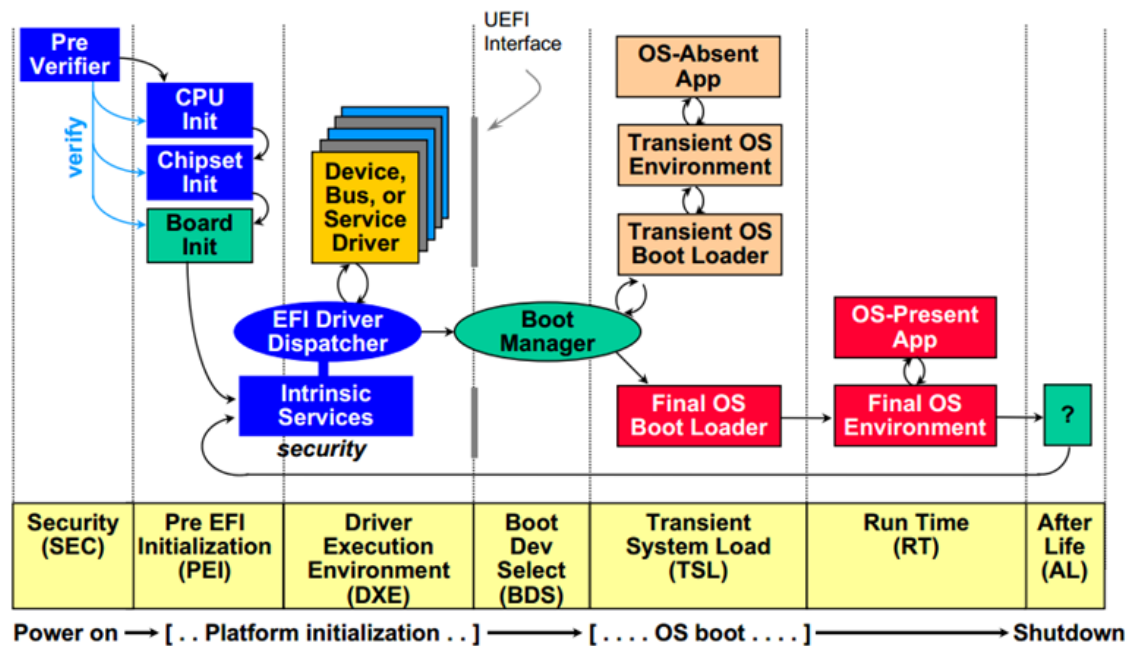 Pre
Verifier
verify
CPU
Init
Chipset
Init
Board
Init
Device,
Bus, or
Service
Driver
EFI Driver
Dispatcher
Intrinsic
Services
security
UEFI
Interface
Boot
Manager
OS-Absent
App
Transient OS
Environment
Transient OS
Boot Loader
Final OS
Boot Loader
OS-Present
App
Final OS
Environment
?
Security
(SEC)
Pre EFI
Initialization
(PEI)
Driver
Execution
Environment
(DXE)
Boot
Dev
Select
(BDS)
Transient
System Load
(TSL)
Run Time
(RT)
After
Life
(AL)
Power on [ . . Platform initialization . . ] [ . . . . OS boot . . . . ] Shutdown